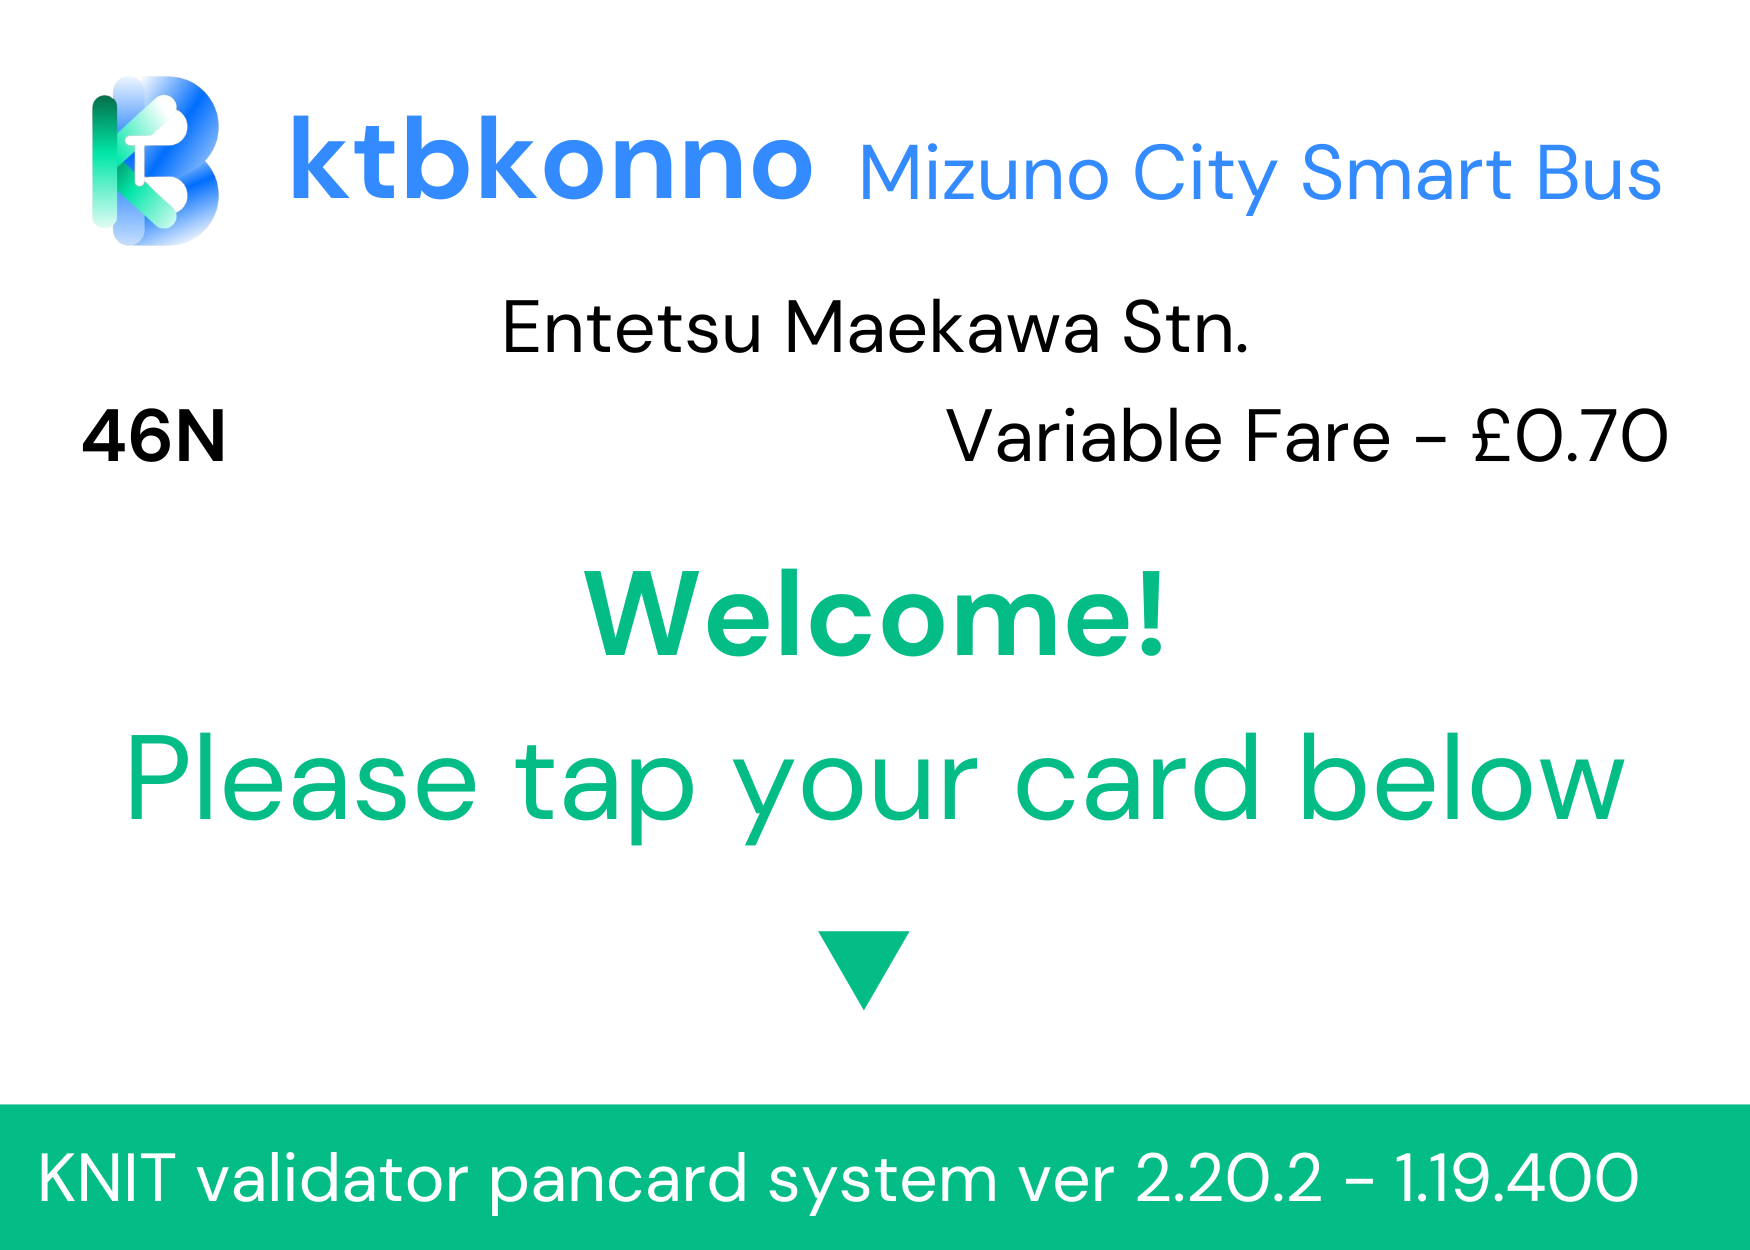 ktbkonno Mizuno City Smart Bus
Entetsu Maekawa Stn.
46N Variable Fare - £0.70
Welcome!
Please tap your card below
KNIT validator pancard system ver 2.20.2 - 1.19.400